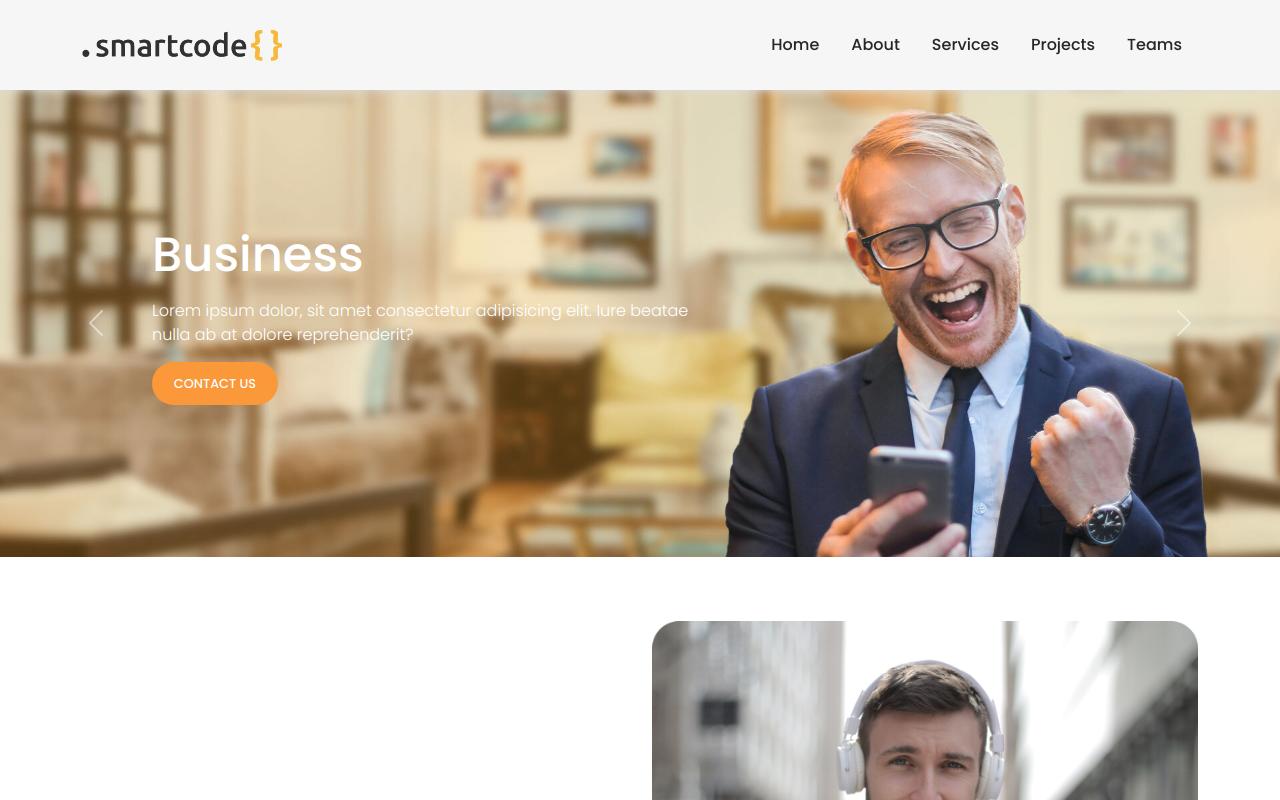 .smartcode{}
Home About Services Projects Teams
Business
Lorem ipsum dolor, sit amet consectetur adipisicing elit. Iure beatae
nulla ab at dolore reprehenderit?
CONTACT US